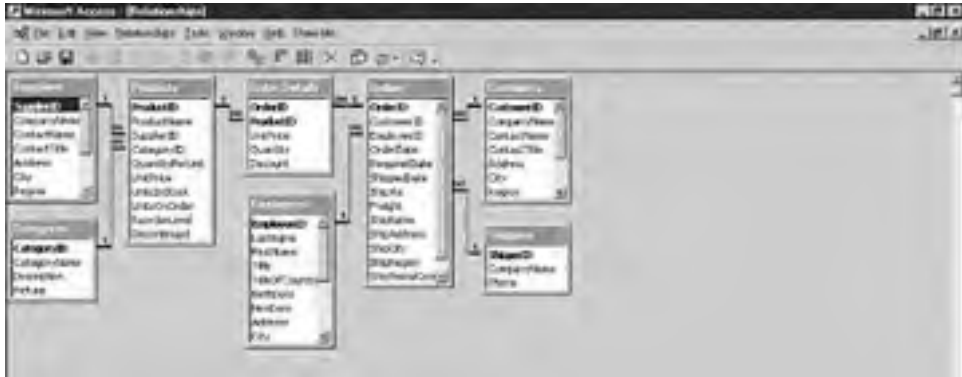 Microsoft Access - [Relationships]
File Edit View Relationships Tools Window Help
Suppliers
SupplierID
CompanyName
ContactName
ContactTitle
Address
City
Region
Products
ProductID
ProductName
SupplierID
CategoryID
QuantityPerUnit
UnitPrice
UnitsInStock
UnitsOnOrder
ReorderLevel
Discontinued
Order Details
OrderID
ProductID
UnitPrice
Quantity
Discount
Orders
OrderID
CustomerID
EmployeeID
OrderDate
RequiredDate
ShippedDate
ShipVia
Freight
ShipName
ShipAddress
ShipCity
ShipRegion
Customers
CustomerID
CompanyName
ContactName
ContactTitle
Address
City
Region
Categories
CategoryID
CategoryName
Description
Picture
Employees
EmployeeID
LastName
FirstName
Title
TitleOfCourtesy
BirthDate
HireDate
Address
City
Shippers
ShipperID
CompanyName
Phone